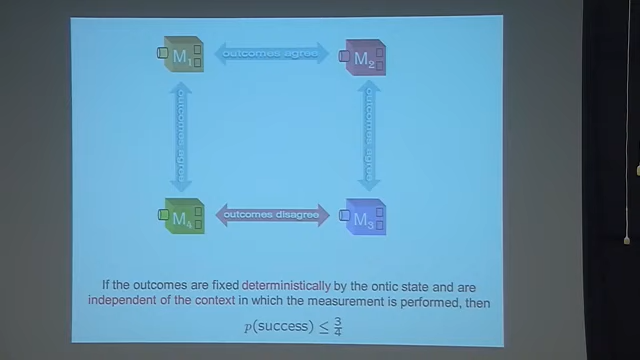 M1 outcomes agree M2
outcomes agree
outcomes agree
M4 outcomes disagree M3
If the outcomes are fixed deterministically by the ontic state and are
independent of the context in which the measurement is performed, then
p(success) ≤ 3/4